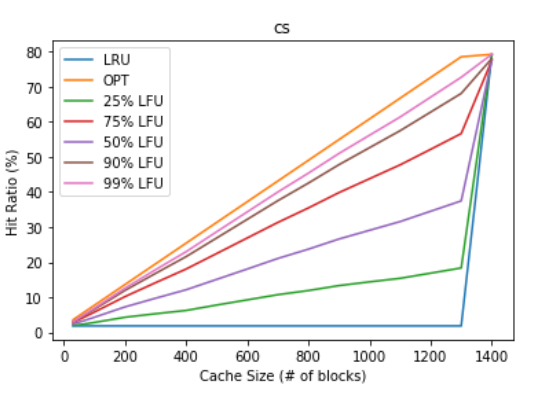 cs
Hit Ratio (%)
80
70
60
50
40
30
20
10
0
LRU
OPT
25% LFU
75% LFU
50% LFU
90% LFU
99% LFU
0 200 400 600 800 1000 1200 1400
Cache Size (# of blocks)